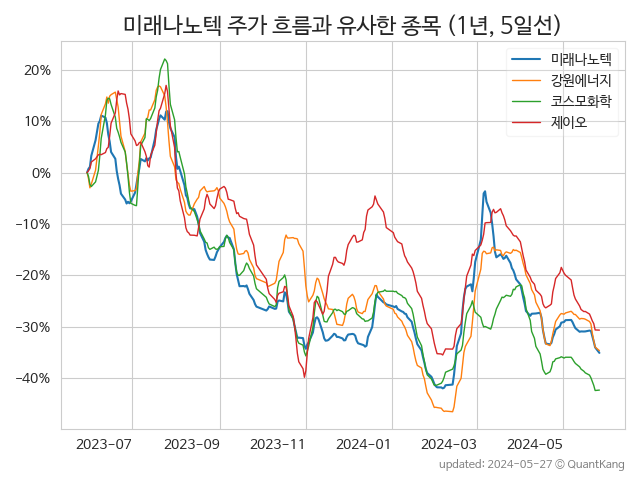 미래나노텍 주가 흐름과 유사한 종목 (1년, 5일선)
미래나노텍
강원에너지
코스모화학
제이오
20%
10%
0%
−10%
−20%
−30%
−40%
2023-07 2023-09 2023-11 2024-01 2024-03 2024-05
updated: 2024-05-27 © QuantKang